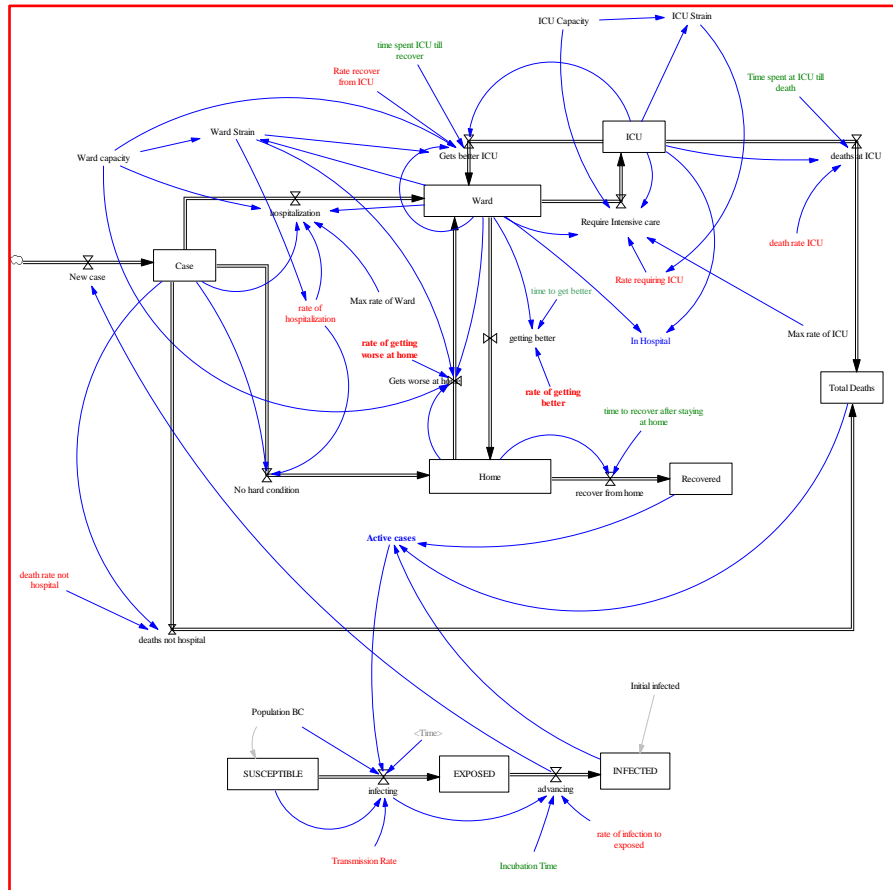 ICU Capacity
ICU Strain
time spent ICU till
recover
Rate recover
from ICU
Time spent at ICU till
death
Ward Strain
ICU
Ward capacity
Gets better ICU
deaths at ICU
Ward
hospitalization
Require Intensive care
death rate ICU
Case
New case
Rate requiring ICU
time to get better
Max rate of Ward
rate of
hospitalization
Max rate of ICU
getting better
In Hospital
rate of getting
worse at home
Gets worse at home
Total Deaths
rate of getting
better
time to recover after staying
at home
Home
Recovered
No hard condition
recover from home
Active cases
death rate not
hospital
deaths not hospital
Initial infected
Population BC
<Time>
SUSCEPTIBLE
EXPOSED
INFECTED
infecting
advancing
rate of infection to
exposed
Transmission Rate
Incubation Time